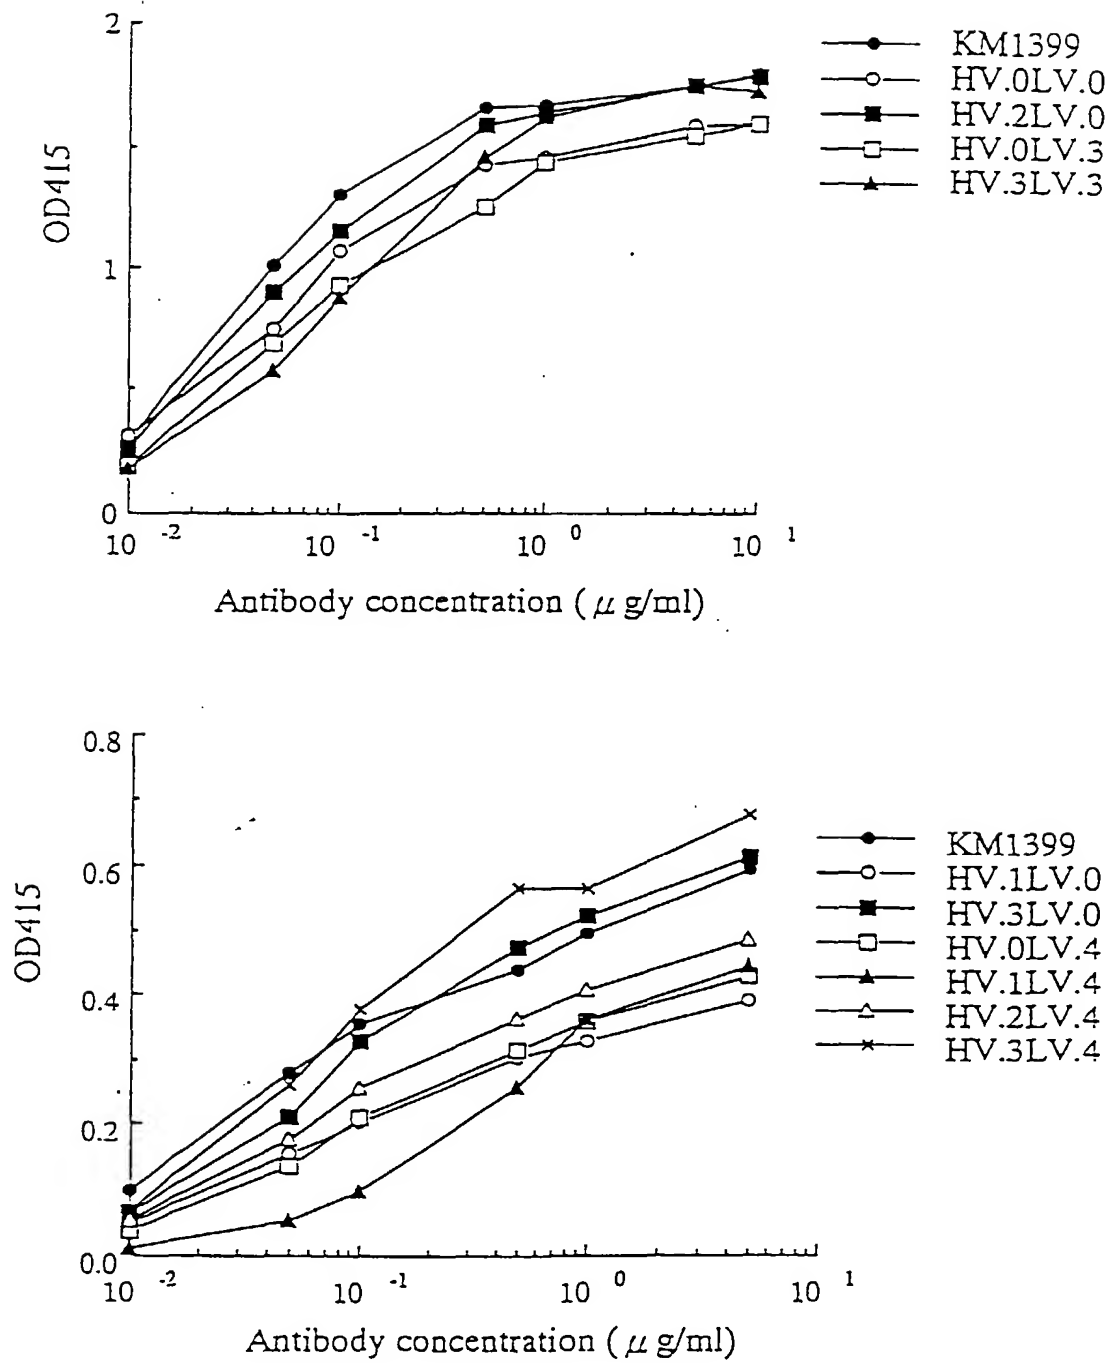 2
1
0
OD415
10 -2
10 -1
10 0
10 1
Antibody concentration ( μ g/ml)
KM1399
HV.0LV.0
HV.2LV.0
HV.0LV.3
HV.3LV.3
0.8
0.6
0.4
0.2
0.0
OD415
10 -2
10 -1
10 0
10 1
Antibody concentration ( μ g/ml)
KM1399
HV.1LV.0
HV.3LV.0
HV.0LV.4
HV.1LV.4
HV.2LV.4
HV.3LV.4